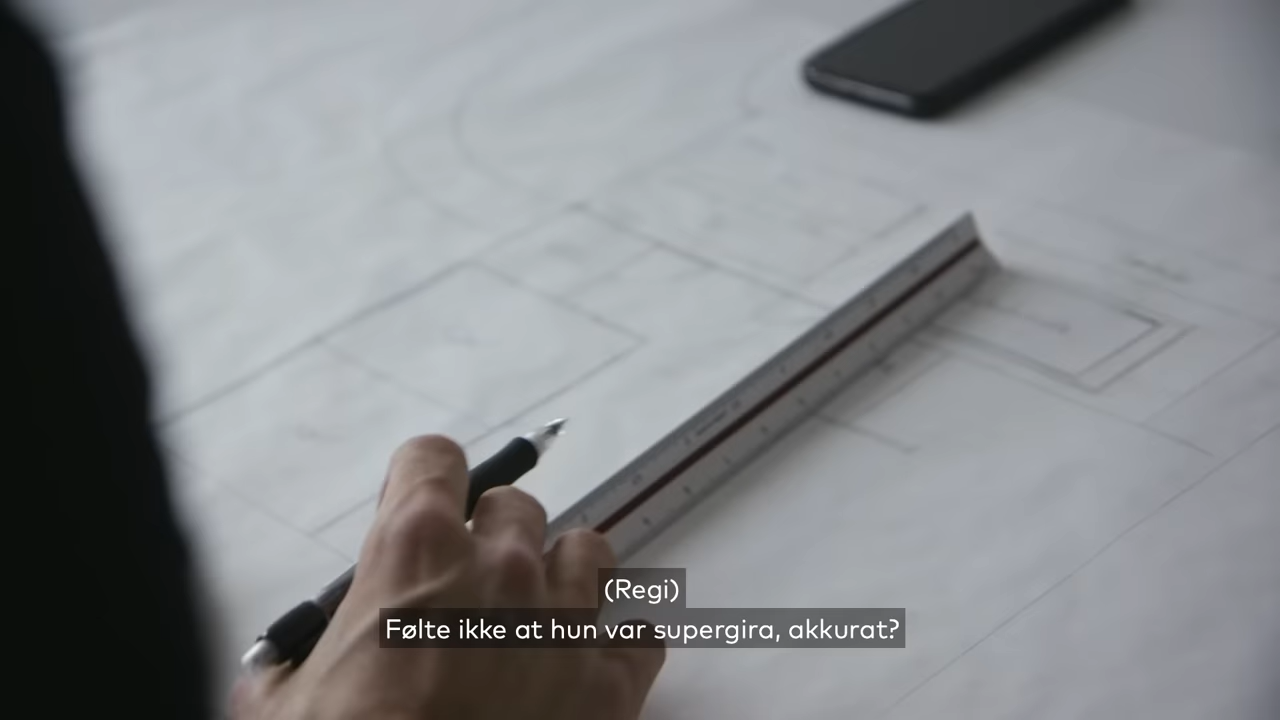 (Regi)
Følte ikke at hun var supergira, akkurat?